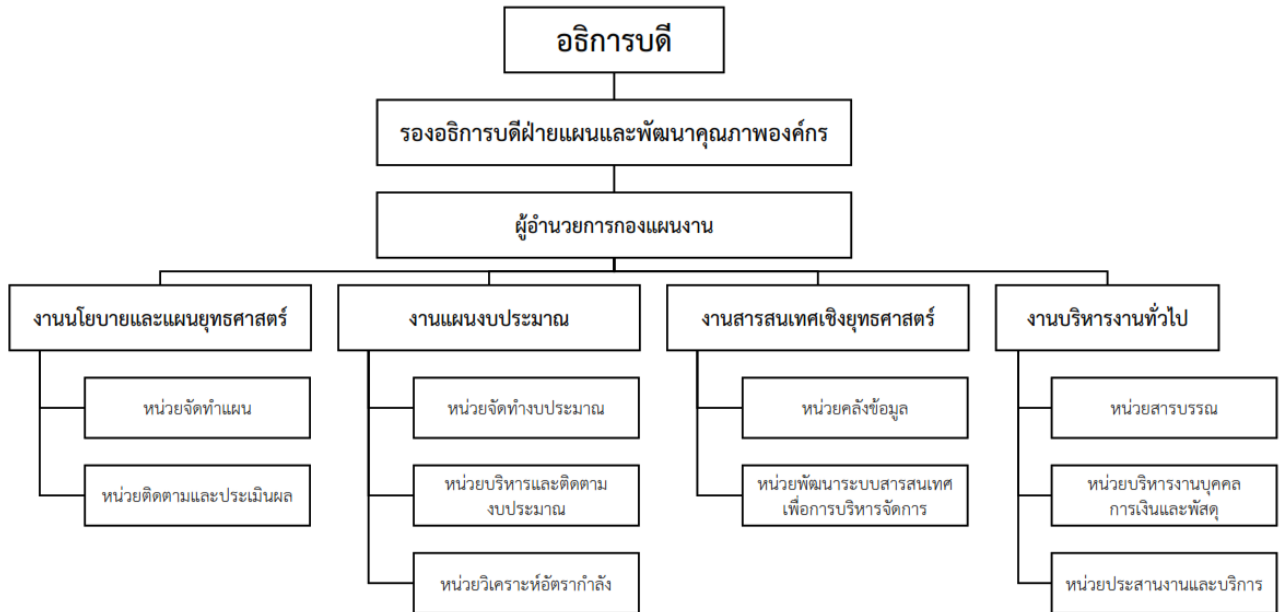 อธิการบดี
รองอธิการบดีฝ่ายแผนและพัฒนาคุณภาพองค์กร
ผู้อำนวยการกองแผนงาน
งานนโยบายและแผนยุทธศาสตร์
หน่วยจัดทำแผน
หน่วยติดตามและประเมินผล
งานแผนงบประมาณ
หน่วยจัดทำงบประมาณ
หน่วยบริหารและติดตาม
งบประมาณ
หน่วยวิเคราะห์อัตรากำลัง
งานสารสนเทศเชิงยุทธศาสตร์
หน่วยคลังข้อมูล
หน่วยพัฒนาระบบสารสนเทศ
เพื่อการบริหารจัดการ
งานบริหารงานทั่วไป
หน่วยสารบรรณ
หน่วยบริหารงานบุคคล
การเงินและพัสดุ
หน่วยประสานงานและบริการ